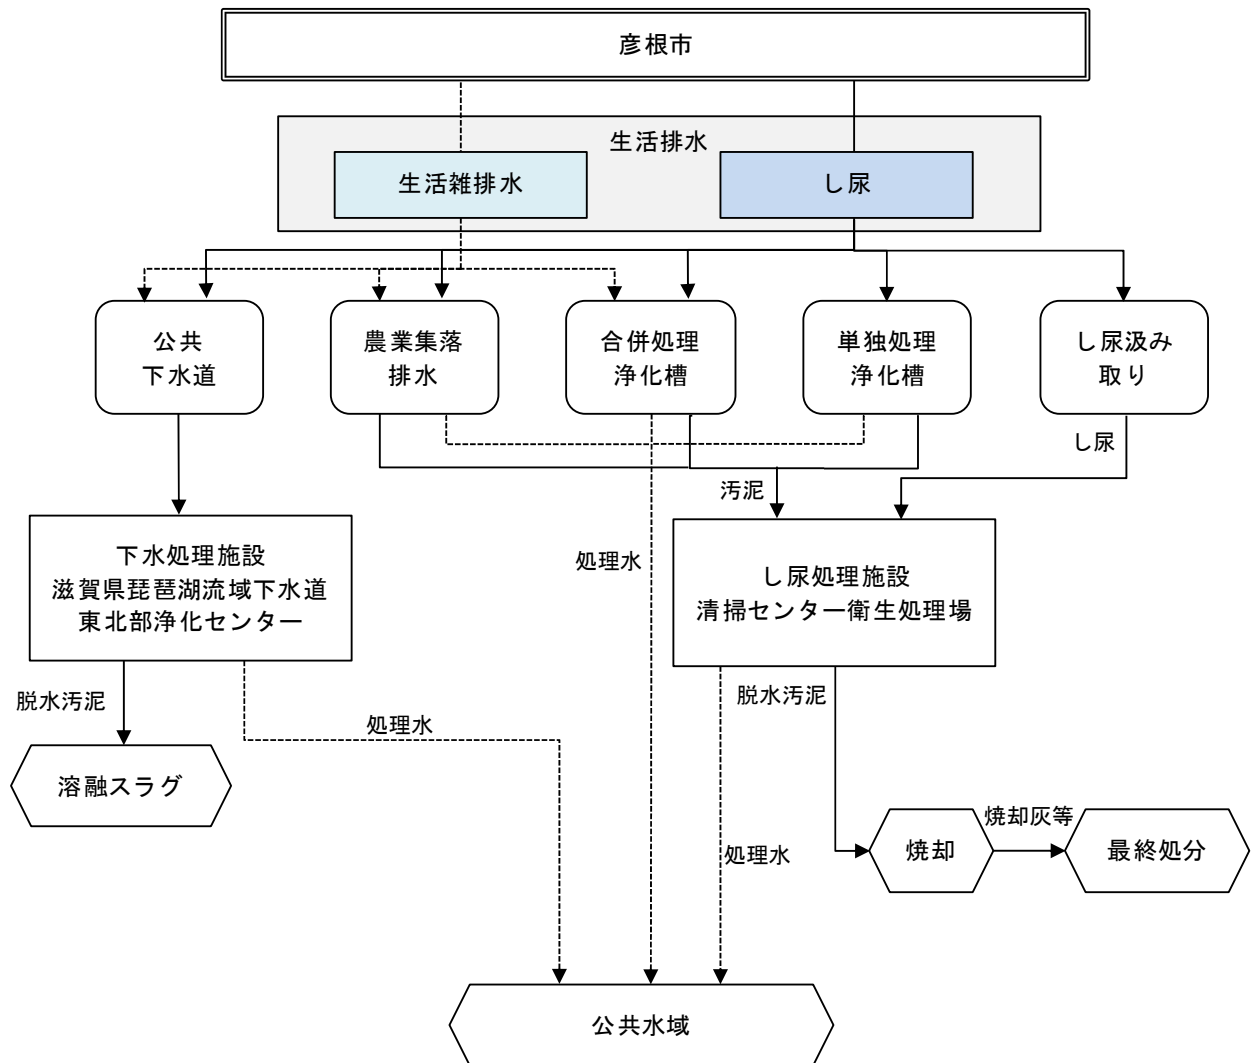 彦根市
生活排水
生活雑排水
し尿
公共
下水道
農業集落
排水
合併処理
浄化槽
単独処理
浄化槽
し尿汲み
取り
し尿
汚泥
処理水
下水処理施設
滋賀県琵琶湖流域下水道
東北部浄化センター
し尿処理施設
清掃センター衛生処理場
脱水汚泥
処理水
脱水汚泥
溶融スラグ
処理水
焼却
焼却灰等
最終処分
公共水域